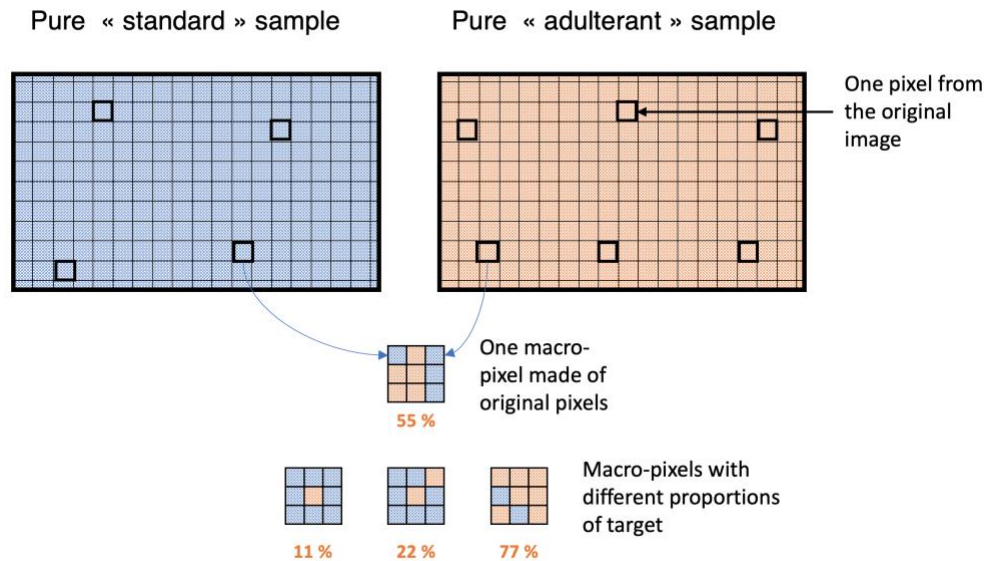 Pure « standard » sample
Pure « adulterant » sample
One pixel from
the original
image
One macro-
pixel made of
original pixels
55 %
Macro-pixels with
different proportions
of target
11 %
22 %
77 %